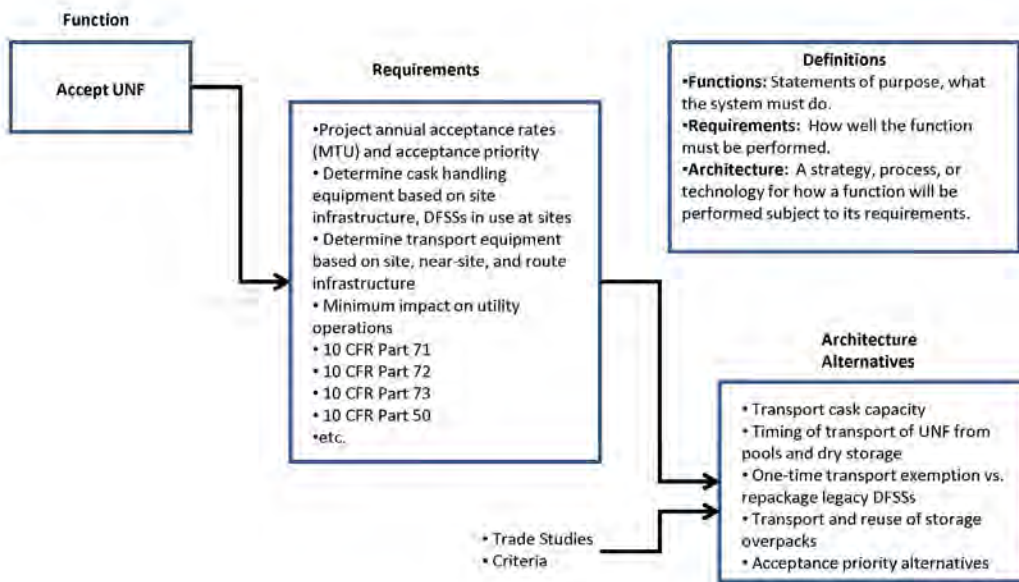 Function
Accept UNF
Requirements
•Project annual acceptance rates
(MTU) and acceptance priority
• Determine cask handling
equipment based on site
infrastructure, DFSSs in use at sites
• Determine transport equipment
based on site, near-site, and route
infrastructure
• Minimum impact on utility
operations
• 10 CFR Part 71
• 10 CFR Part 72
• 10 CFR Part 73
• 10 CFR Part 50
•etc.
Definitions
•Functions: Statements of purpose, what
the system must do.
•Requirements: How well the function
must be performed.
•Architecture: A strategy, process, or
technology for how a function will be
performed subject to its requirements.
Architecture
Alternatives
• Transport cask capacity
• Timing of transport of UNF from
pools and dry storage
• One-time transport exemption vs.
repackage legacy DFSSs
• Transport and reuse of storage
overpacks
• Acceptance priority alternatives
• Trade Studies
• Criteria